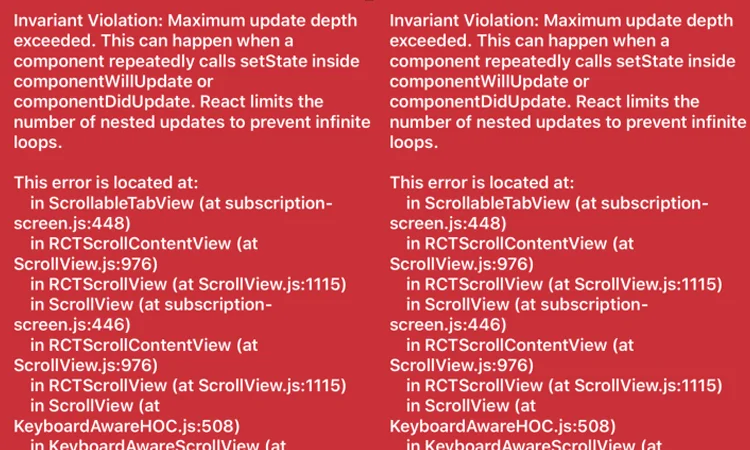 Invariant Violation: Maximum update depth
exceeded. This can happen when a
component repeatedly calls setState inside
componentWillUpdate or
componentDidUpdate. React limits the
number of nested updates to prevent infinite
loops.
This error is located at:
in ScrollableTabView (at subscription-
screen.js:448)
in RCTScrollContentView (at
ScrollView.js:976)
in RCTScrollView (at ScrollView.js:1115)
in ScrollView (at subscription-
screen.js:446)
in RCTScrollContentView (at
ScrollView.js:976)
in RCTScrollView (at ScrollView.js:1115)
in ScrollView (at
KeyboardAwareHOC.js:508)
in KeyboardAwareScrollView (at
Invariant Violation: Maximum update depth
exceeded. This can happen when a
component repeatedly calls setState inside
componentWillUpdate or
componentDidUpdate. React limits the
number of nested updates to prevent infinite
loops.
This error is located at:
in ScrollableTabView (at subscription-
screen.js:448)
in RCTScrollContentView (at
ScrollView.js:976)
in RCTScrollView (at ScrollView.js:1115)
in ScrollView (at subscription-
screen.js:446)
in RCTScrollContentView (at
ScrollView.js:976)
in RCTScrollView (at ScrollView.js:1115)
in ScrollView (at
KeyboardAwareHOC.js:508)
in KeyboardAwareScrollView (at